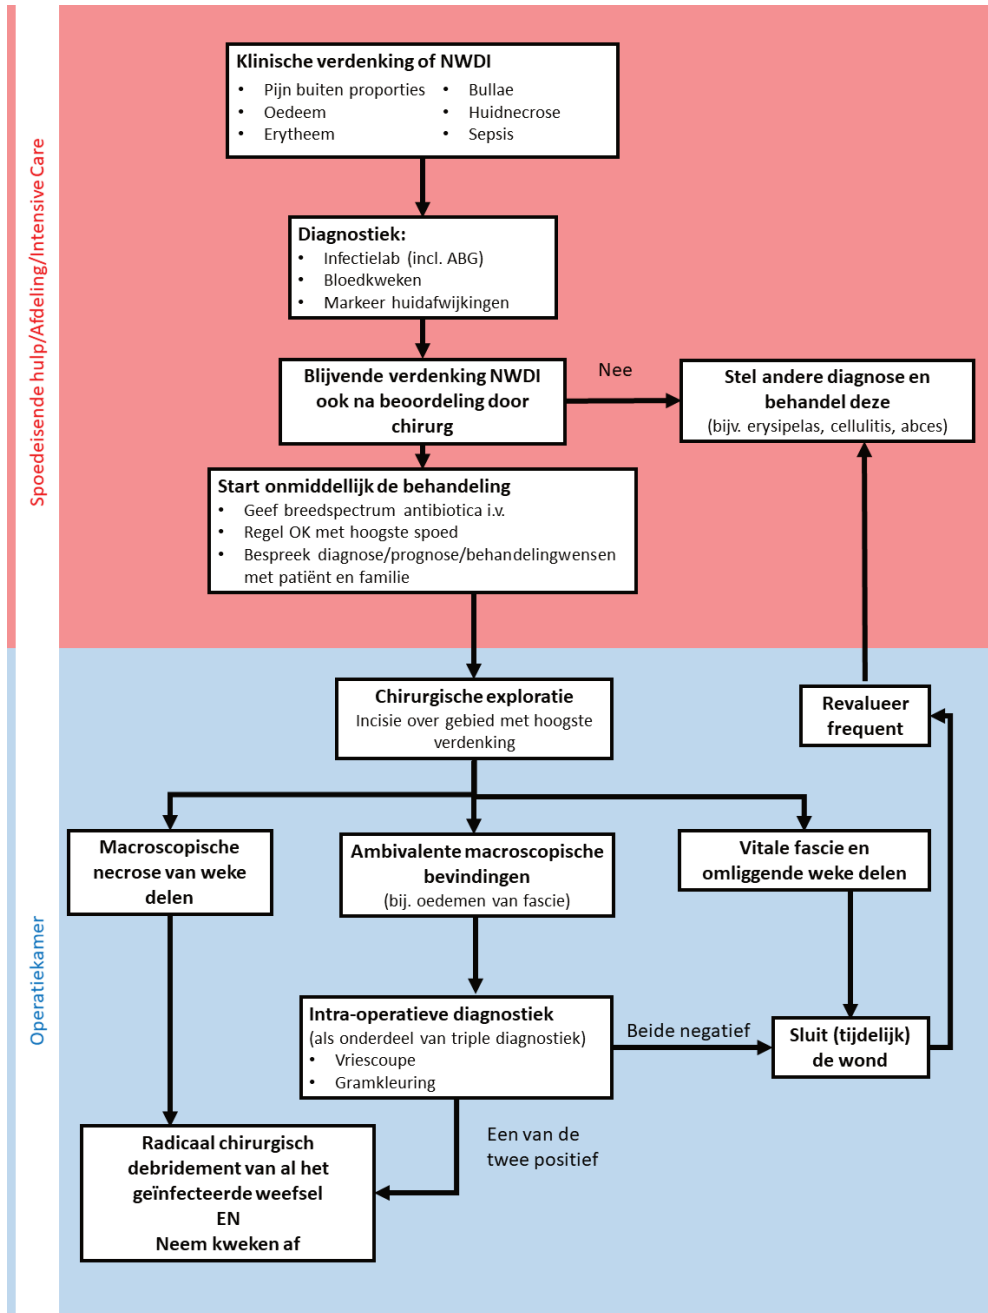 Spoedeisende hulp/Afdeling/Intensive Care
Klinische verdenking of NWDI
• Pijn buiten proporties
• Oedeem
• Erytheem
• Bullae
• Huidnecrose
• Sepsis
Diagnostiek:
• Infectielab (incl. ABG)
• Bloedkweken
• Markeer huidafwijkingen
Blijvende verdenking NWDI
ook na beoordeling door
chirurg
Nee
Stel andere diagnose en
behandel deze
(bijv. erysipelas, cellulitis, abces)
Start onmiddellijk de behandeling
• Geef breedspectrum antibiotica i.v.
• Regel OK met hoogste spoed
• Bespreek diagnose/prognose/behandelingwensen
met patiënt en familie
Operatiekamer
Chirurgische exploratie
Incisie over gebied met hoogste
verdenking
Revalueer
frequent
Macroscopische
necrose van weke
delen
Ambivalente macroscopische
bevindingen
(bij. oedemen van fascie)
Vitale fascie en
omliggende weke delen
Intra-operatieve diagnostiek
(als onderdeel van triple diagnostiek)
• Vriescoupe
• Gramkleuring
Beide negatief
Sluit (tijdelijk)
de wond
Een van de
twee positief
Radicaal chirurgisch
debridement van al het
geïnfecteerde weefsel
EN
Neem kweken af